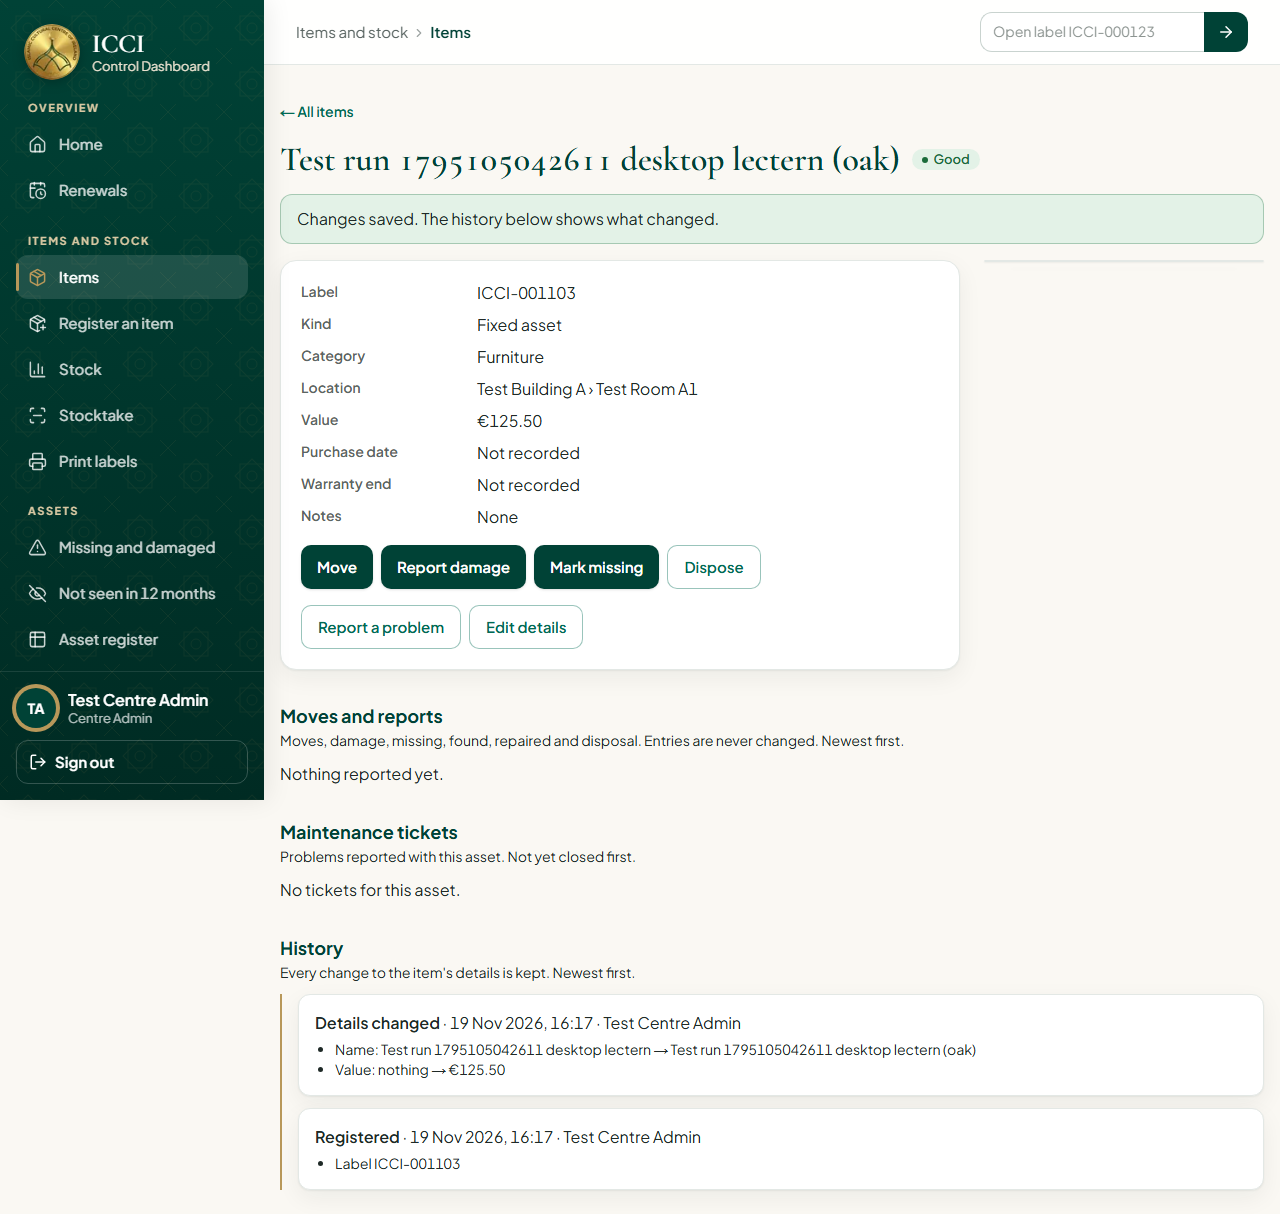 ICCI
Control Dashboard
OVERVIEW
Home
Renewals
ITEMS AND STOCK
Items
Register an item
Stock
Stocktake
Print labels
ASSETS
Missing and damaged
Not seen in 12 months
Asset register
TA
Test Centre Admin
Centre Admin
Sign out
Items and stock › Items
Open label ICCI-000123
← All items
Test run 1795105042611 desktop lectern (oak)
Good
Changes saved. The history below shows what changed.
Label ICCI-001103
Kind Fixed asset
Category Furniture
Location Test Building A › Test Room A1
Value €125.50
Purchase date Not recorded
Warranty end Not recorded
Notes None
Move Report damage Mark missing Dispose
Report a problem Edit details
Moves and reports
Moves, damage, missing, found, repaired and disposal. Entries are never changed. Newest first.
Nothing reported yet.
Maintenance tickets
Problems reported with this asset. Not yet closed first.
No tickets for this asset.
History
Every change to the item's details is kept. Newest first.
Details changed · 19 Nov 2026, 16:17 · Test Centre Admin
• Name: Test run 1795105042611 desktop lectern → Test run 1795105042611 desktop lectern (oak)
• Value: nothing → €125.50
Registered · 19 Nov 2026, 16:17 · Test Centre Admin
• Label ICCI-001103